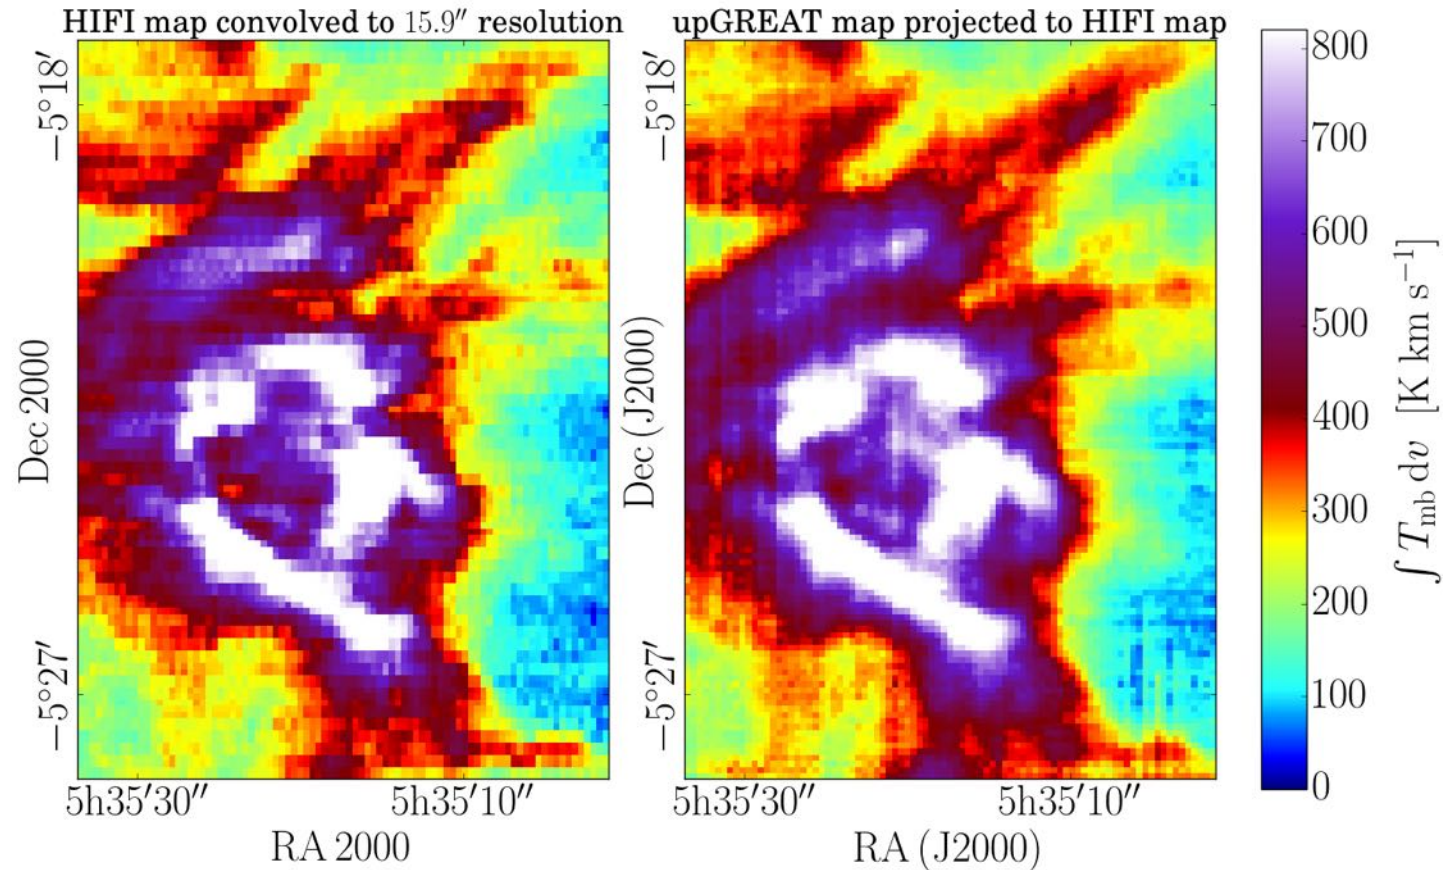 HIFI map convolved to 15.9″ resolution
upGREAT map projected to HIFI map
−5°18′
−5°27′
Dec 2000
5h35′30″
5h35′10″
RA 2000
−5°18′
−5°27′
Dec (J2000)
5h35′30″
5h35′10″
RA (J2000)
800
700
600
500
400
300
200
100
0
∫ T_mb dv [K km s⁻¹]